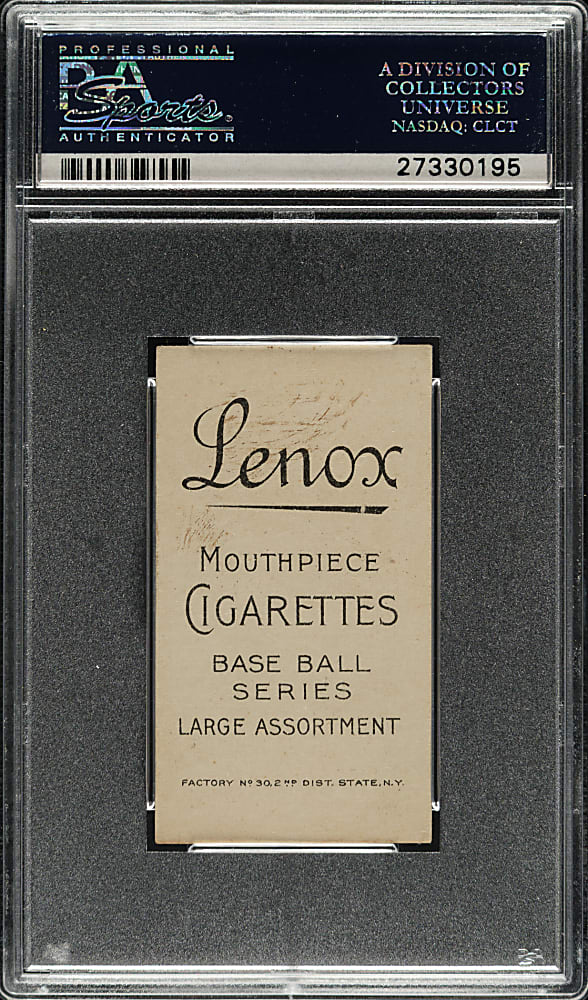 PROFESSIONAL
PSA
Sports
AUTHENTICATOR
A DIVISION OF
COLLECTORS
UNIVERSE
NASDAQ: CLCT
27330195
Lenox
MOUTHPIECE
CIGARETTES
BASE BALL
SERIES
LARGE ASSORTMENT
FACTORY Nº 30, 2ND DIST. STATE, N.Y.